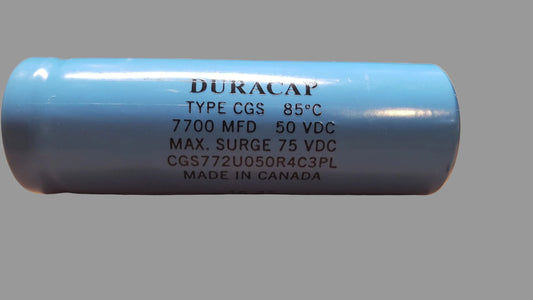 DURACAP
TYPE CGS 85°C
7700 MFD 50 VDC
MAX. SURGE 75 VDC
CGS772U050R4C3PL
MADE IN CANADA